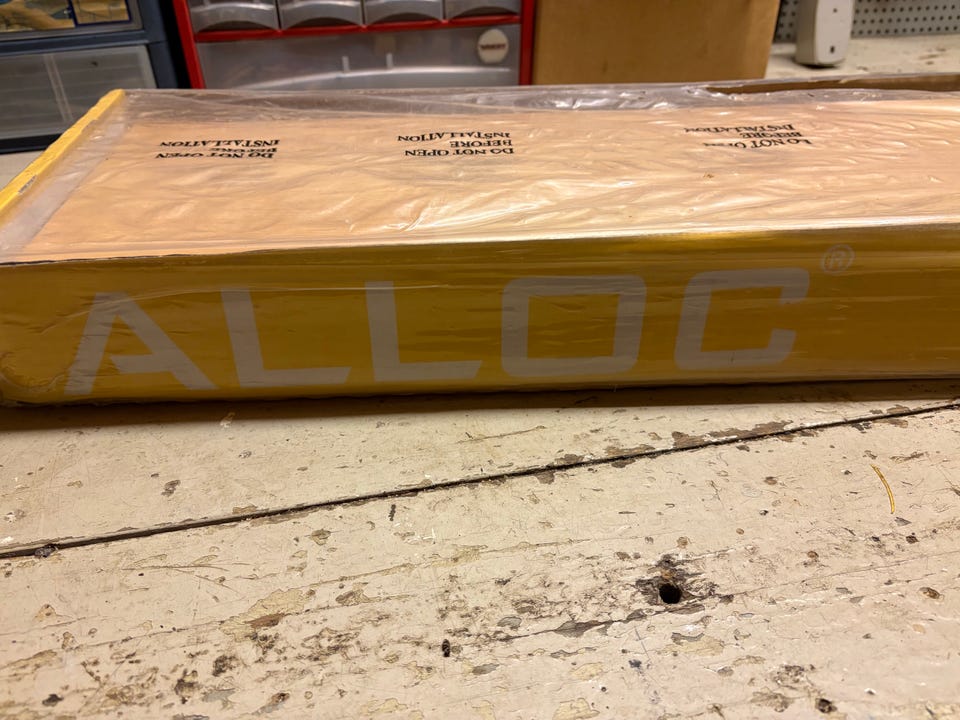 DO NOT OPEN
BEFORE
INSTALLATION
DO NOT OPEN
BEFORE
INSTALLATION
DO NOT OPEN
BEFORE
INSTALLATION
ALLOC®